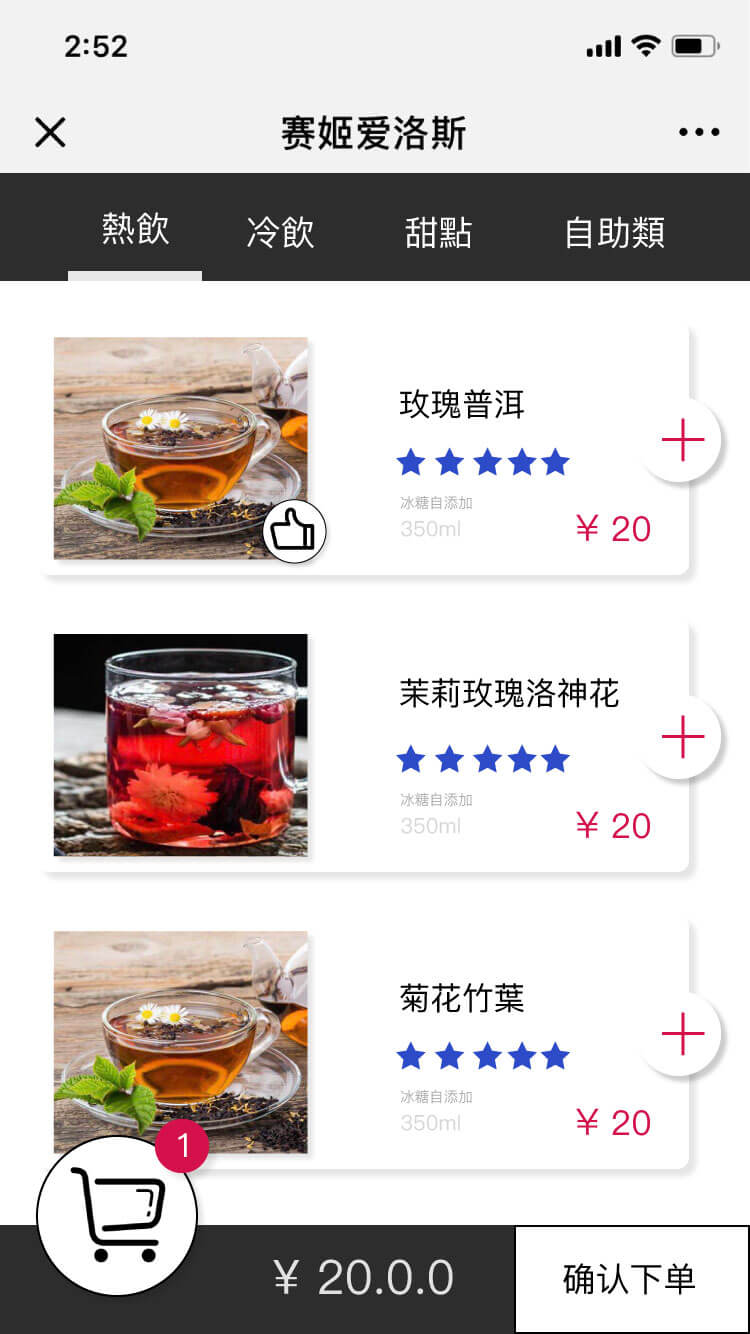 2:52
赛姬爱洛斯
熱飲 冷飲 甜點 自助類
玫瑰普洱
冰糖自添加
350ml
¥ 20
茉莉玫瑰洛神花
冰糖自添加
350ml
¥ 20
菊花竹葉
冰糖自添加
350ml
¥ 20
1
¥ 20.0.0
确认下单